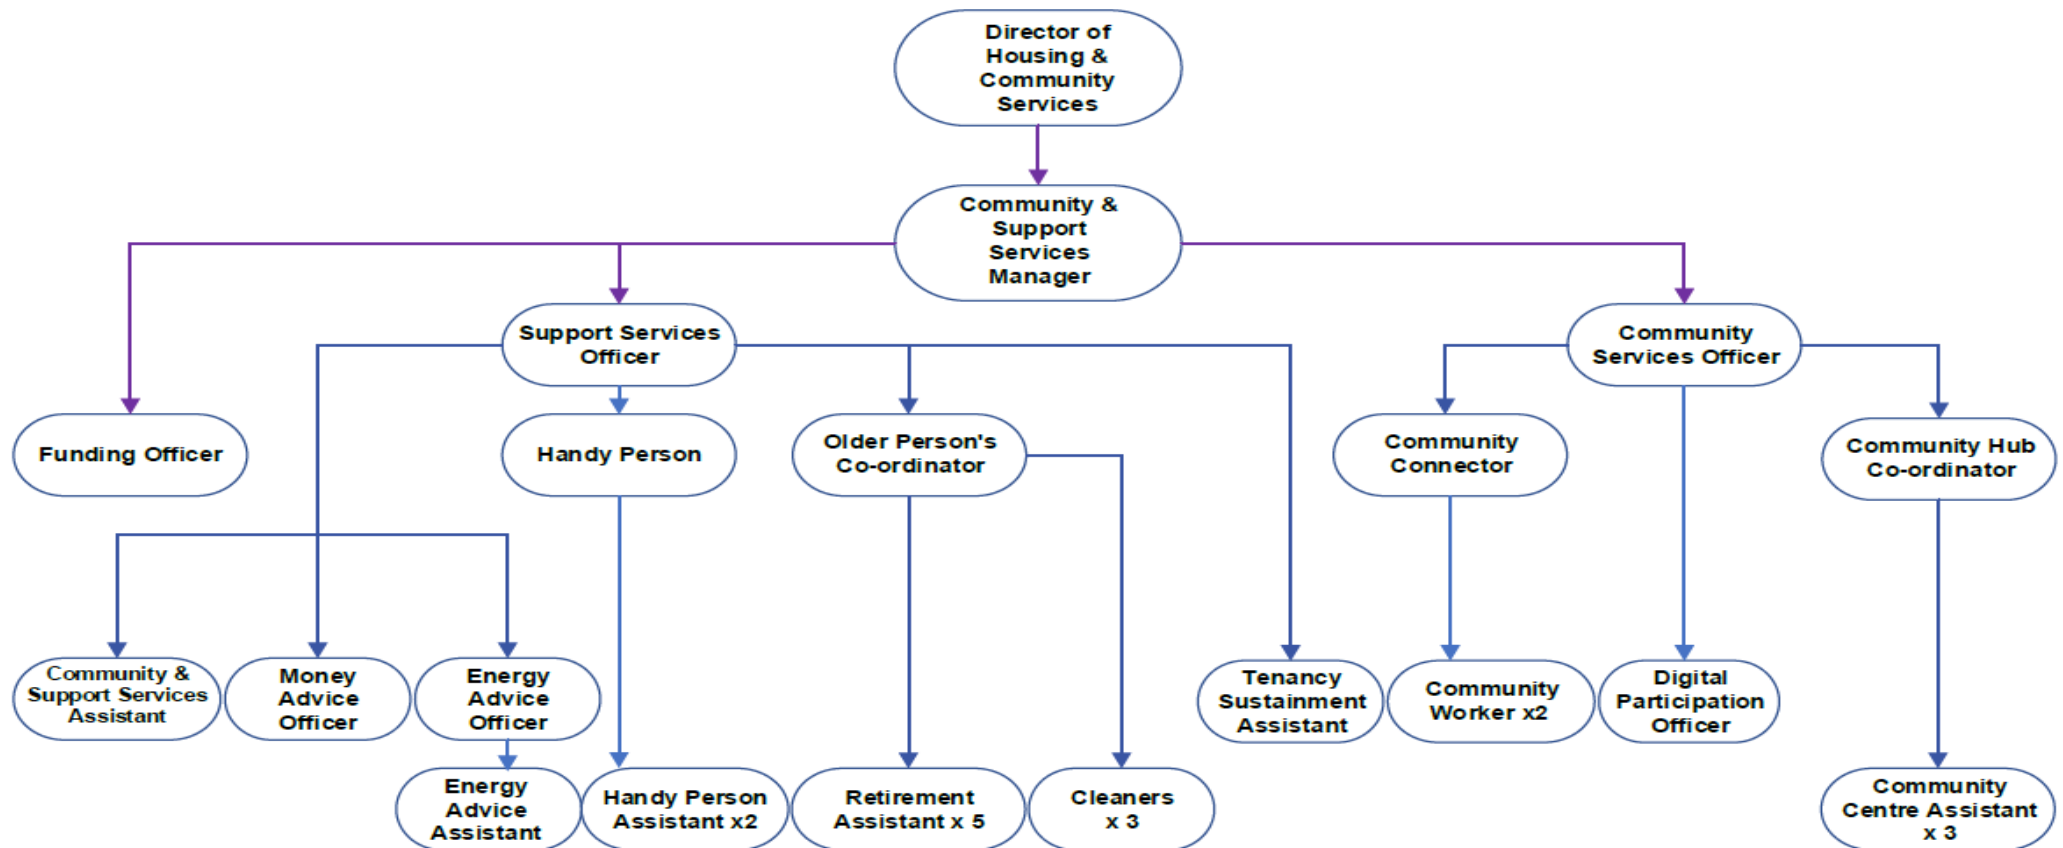 Director of
Housing &
Community
Services
Community &
Support
Services
Manager
Support Services
Officer
Community
Services Officer
Funding Officer
Handy Person
Older Person's
Co-ordinator
Community
Connector
Community Hub
Co-ordinator
Community &
Support Services
Assistant
Money
Advice
Officer
Energy
Advice
Officer
Tenancy
Sustainment
Assistant
Community
Worker x2
Digital
Participation
Officer
Energy
Advice
Assistant
Handy Person
Assistant x2
Retirement
Assistant x 5
Cleaners
x 3
Community
Centre Assistant
x 3